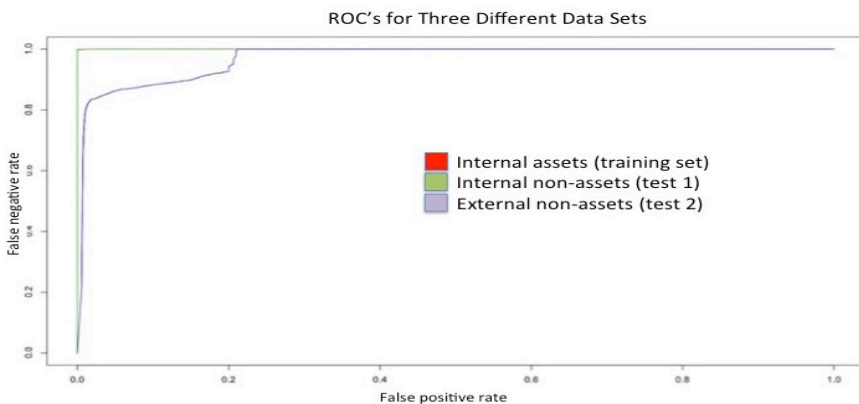 ROC's for Three Different Data Sets
False negative rate
1.0
0.8
0.6
0.4
0.2
0.0
Internal assets (training set)
Internal non-assets (test 1)
External non-assets (test 2)
0.0 0.2 0.4 0.6 0.8 1.0
False positive rate